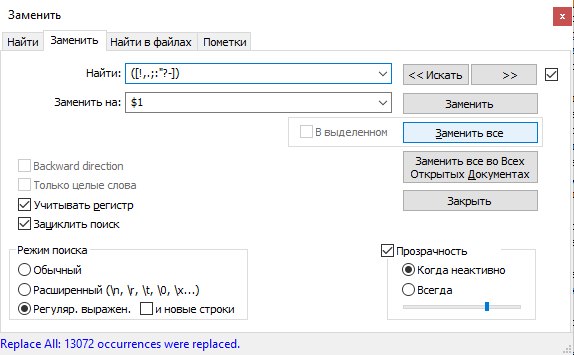 Заменить
Найти Заменить Найти в файлах Пометки
Найти: ([!,.;:"?-])
<< Искать >>
Заменить на: $1
Заменить
В выделенном
Заменить все
Backward direction
Заменить все во Всех
Открытых Документах
Только целые слова
Учитывать регистр
Закрыть
Зациклить поиск
Режим поиска
Обычный
Расширенный (\n, \r, \t, \0, \x...)
Регуляр. выражен. и новые строки
Прозрачность
Когда неактивно
Всегда
Replace All: 13072 occurrences were replaced.